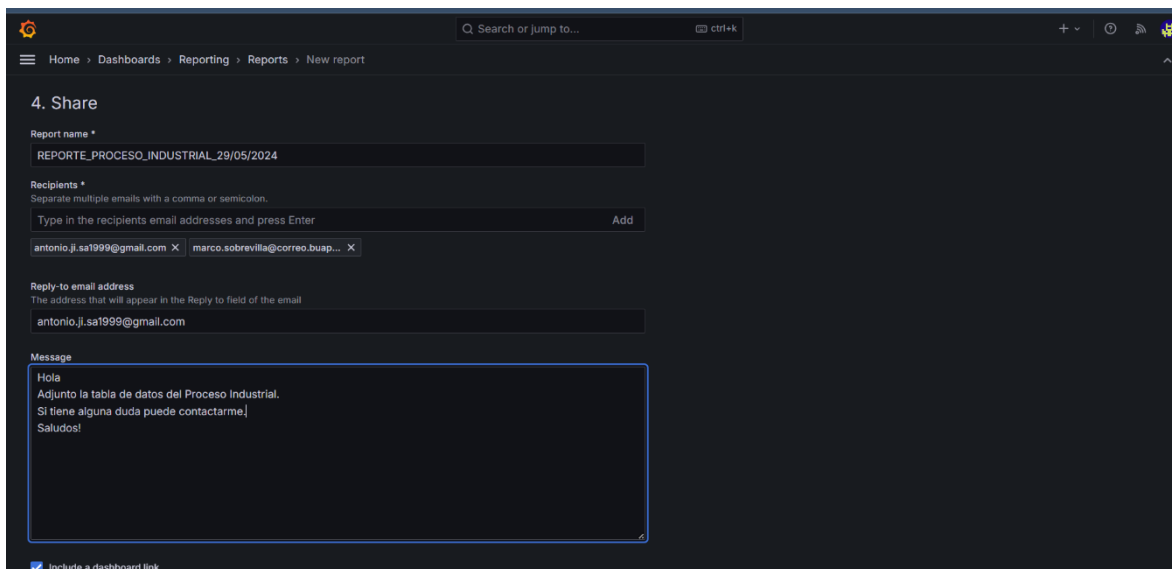 Search or jump to...
ctrl+k
Home > Dashboards > Reporting > Reports > New report
4. Share
Report name *
REPORTE_PROCESO_INDUSTRIAL_29/05/2024
Recipients *
Separate multiple emails with a comma or semicolon.
Type in the recipients email addresses and press Enter
Add
antonio.ji.sa1999@gmail.com X
marco.sobrevilla@correo.buap... X
Reply-to email address
The address that will appear in the Reply to field of the email
antonio.ji.sa1999@gmail.com
Message
Hola
Adjunto la tabla de datos del Proceso Industrial.
Si tiene alguna duda puede contactarme.
Saludos!
Include a dashboard link